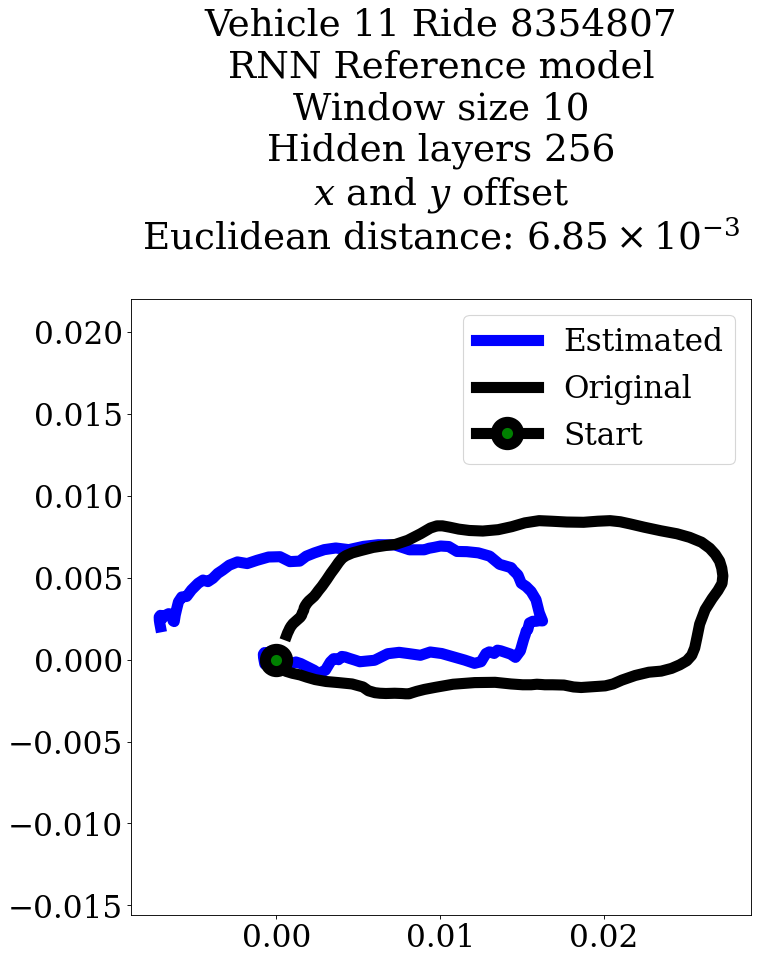 Vehicle 11 Ride 8354807
RNN Reference model
Window size 10
Hidden layers 256
x and y offset
Euclidean distance: 6.85 × 10⁻³
Estimated
Original
Start
0.020
0.015
0.010
0.005
0.000
−0.005
−0.010
−0.015
0.00 0.01 0.02